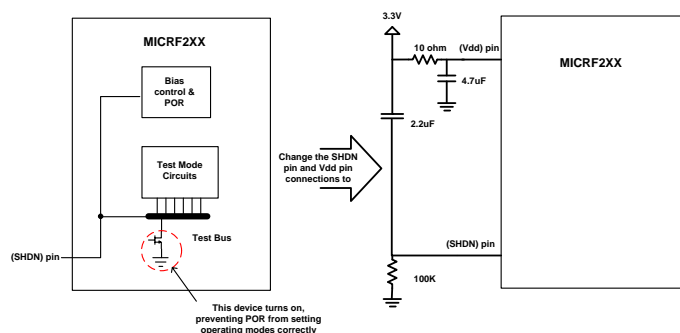 MICRF2XX
Bias
control &
POR
Test Mode
Circuits
Test Bus
(SHDN) pin
This device turns on,
preventing POR from setting
operating modes correctly
Change the SHDN
pin and Vdd pin
connections to
3.3V
10 ohm
(Vdd) pin
4.7uF
2.2uF
MICRF2XX
(SHDN) pin
100K